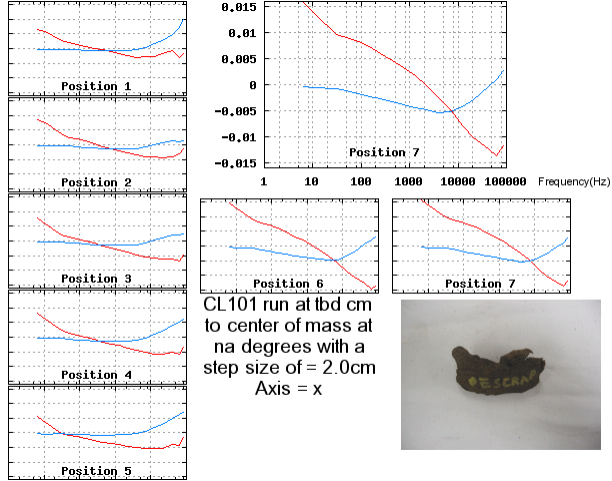 Position 1
Position 2
Position 3
Position 4
Position 5
0.015
0.01
0.005
0
-0.005
-0.01
-0.015
Position 7
1 10 100 1000 10000 100000 Frequency(Hz)
Position 6
Position 7
CL101 run at tbd cm
to center of mass at
na degrees with a
step size of = 2.0cm
Axis = x